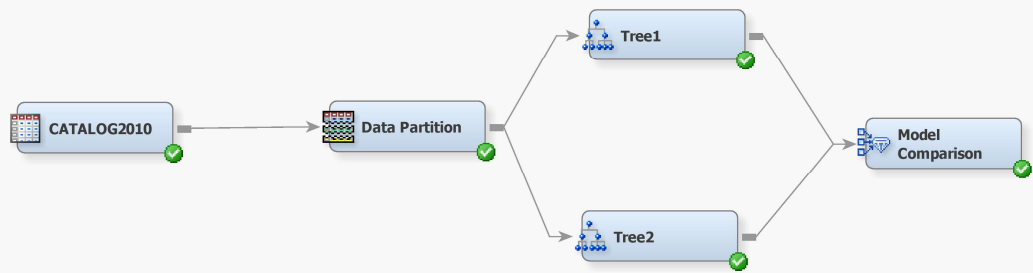 Tree1
CATALOG2010
Data Partition
Model
Comparison
Tree2